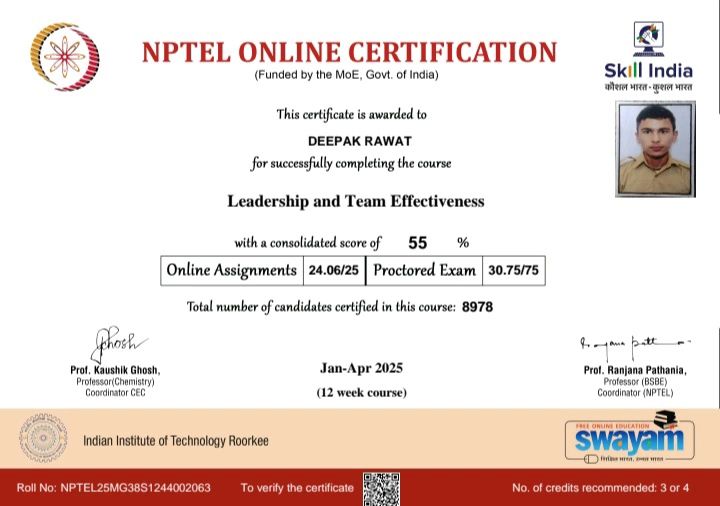 NPTEL ONLINE CERTIFICATION
(Funded by the MoE, Govt. of India)
Skill India
कौशल भारत - कुशल भारत
This certificate is awarded to
DEEPAK RAWAT
for successfully completing the course
Leadership and Team Effectiveness
with a consolidated score of 55 %
Online Assignments 24.06/25 Proctored Exam 30.75/75
Total number of candidates certified in this course: 8978
Prof. Kaushik Ghosh,
Professor(Chemistry)
Coordinator CEC
Jan-Apr 2025
(12 week course)
Prof. Ranjana Pathania,
Professor (BSBE)
Coordinator (NPTEL)
Indian Institute of Technology Roorkee
FREE ONLINE EDUCATION
swayam
शिक्षित भारत, उन्नत भारत
Roll No: NPTEL25MG38S1244002063 To verify the certificate No. of credits recommended: 3 or 4